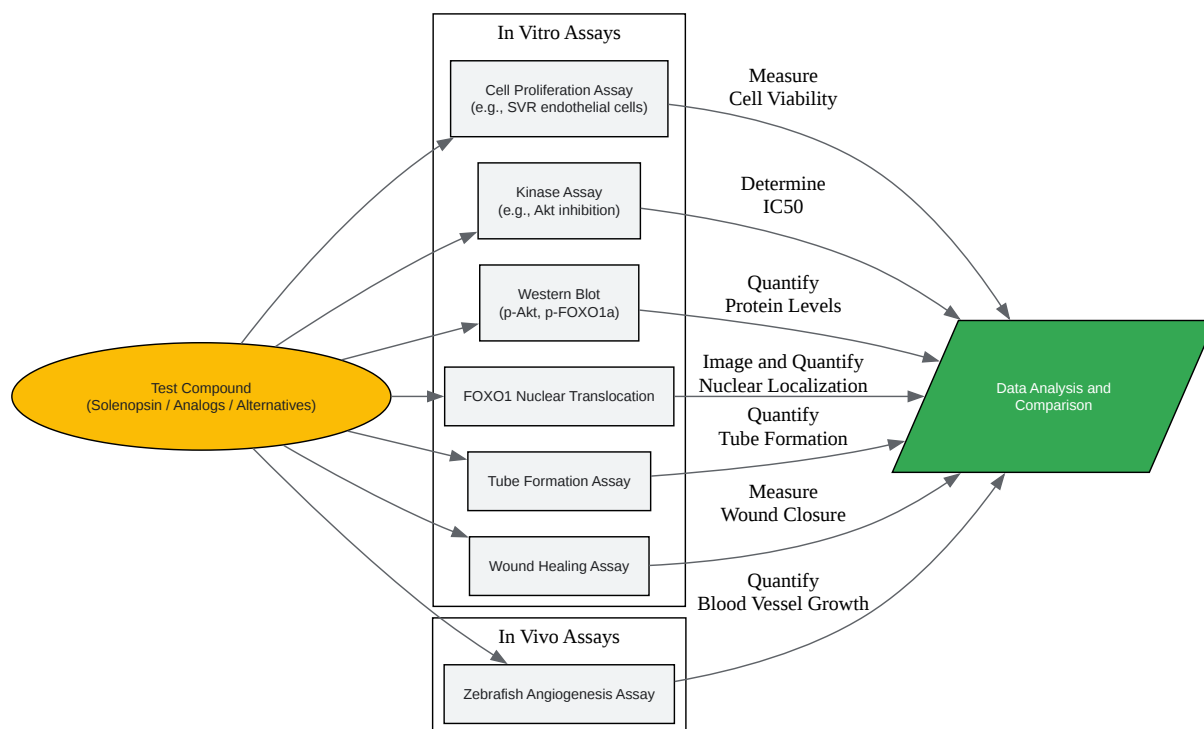 In Vitro Assays
Cell Proliferation Assay
(e.g., SVR endothelial cells)
Measure
Cell Viability
Kinase Assay
(e.g., Akt inhibition)
Determine
IC50
Western Blot
(p-Akt, p-FOXO1a)
Quantify
Protein Levels
Test Compound
(Solenopsin / Analogs / Alternatives)
FOXO1 Nuclear Translocation
Image and Quantify
Nuclear Localization
Data Analysis and
Comparison
Tube Formation Assay
Quantify
Tube Formation
Wound Healing Assay
Measure
Wound Closure
In Vivo Assays
Zebrafish Angiogenesis Assay
Quantify
Blood Vessel Growth